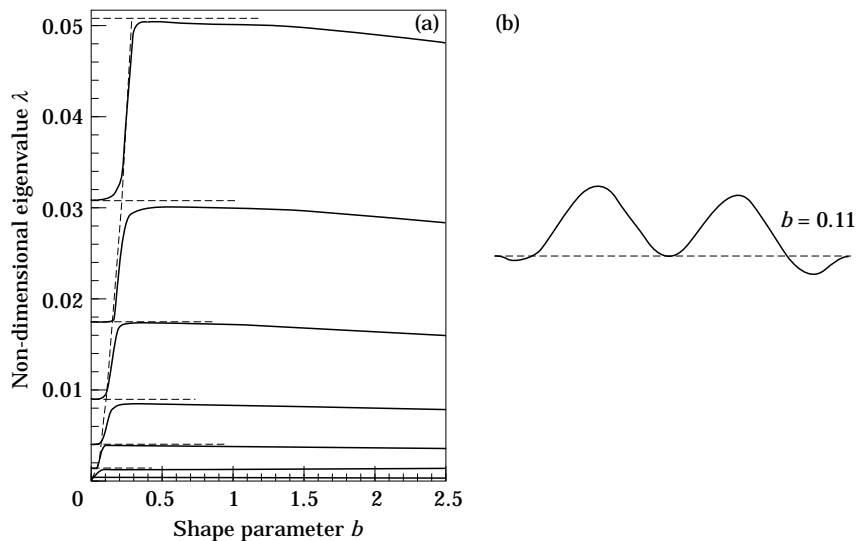 (a)
(b)
0.05
0.04
0.03
0.02
0.01
Non-dimensional eigenvalue λ
b = 0.11
0
0.5
1
1.5
2
2.5
Shape parameter b